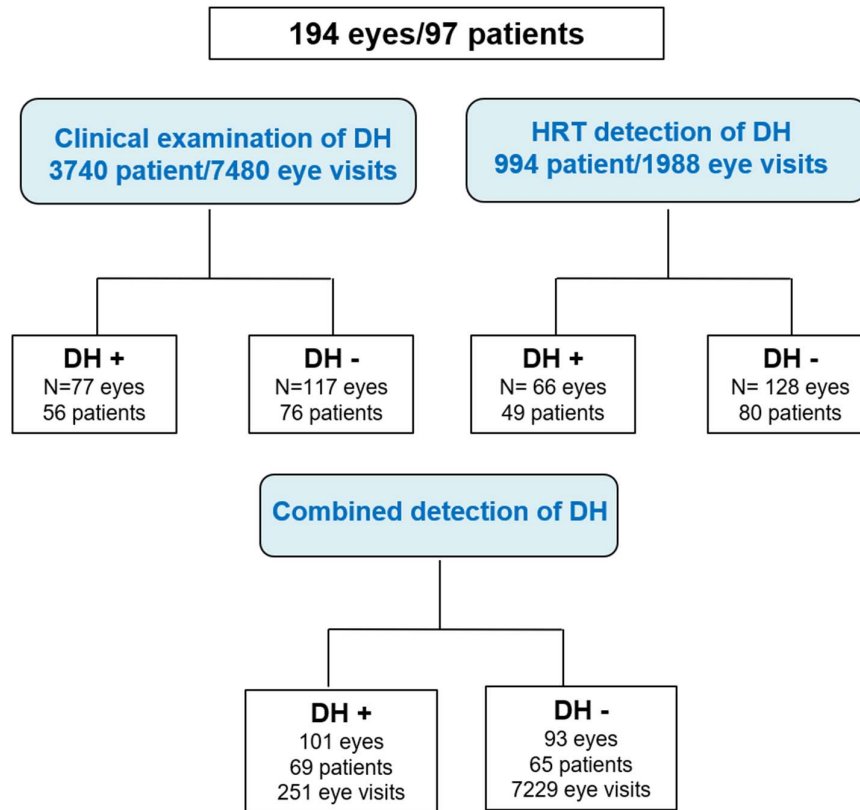 194 eyes/97 patients
Clinical examination of DH
3740 patient/7480 eye visits
HRT detection of DH
994 patient/1988 eye visits
DH +
N=77 eyes
56 patients
DH -
N=117 eyes
76 patients
DH +
N= 66 eyes
49 patients
DH -
N= 128 eyes
80 patients
Combined detection of DH
DH +
101 eyes
69 patients
251 eye visits
DH -
93 eyes
65 patients
7229 eye visits